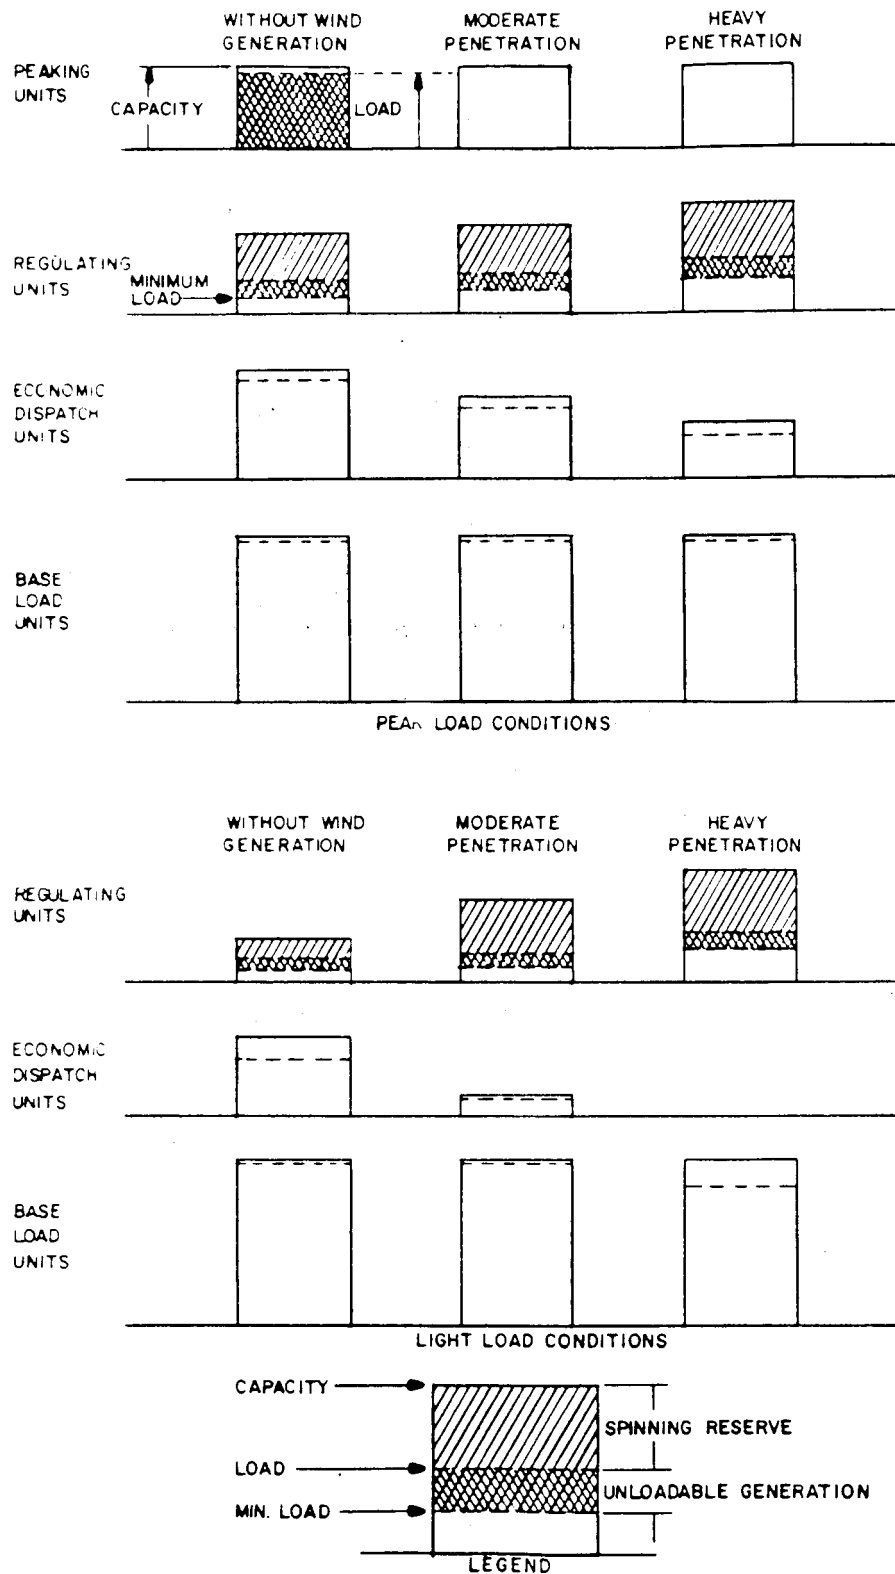 WITHOUT WIND GENERATION
MODERATE PENETRATION
HEAVY PENETRATION
PEAKING UNITS
CAPACITY
LOAD
REGULATING UNITS
MINIMUM LOAD
ECONOMIC DISPATCH UNITS
BASE LOAD UNITS
PEAK LOAD CONDITIONS
WITHOUT WIND GENERATION
MODERATE PENETRATION
HEAVY PENETRATION
REGULATING UNITS
ECONOMIC DISPATCH UNITS
BASE LOAD UNITS
LIGHT LOAD CONDITIONS
CAPACITY
SPINNING RESERVE
LOAD
UNLOADABLE GENERATION
MIN. LOAD
LEGEND